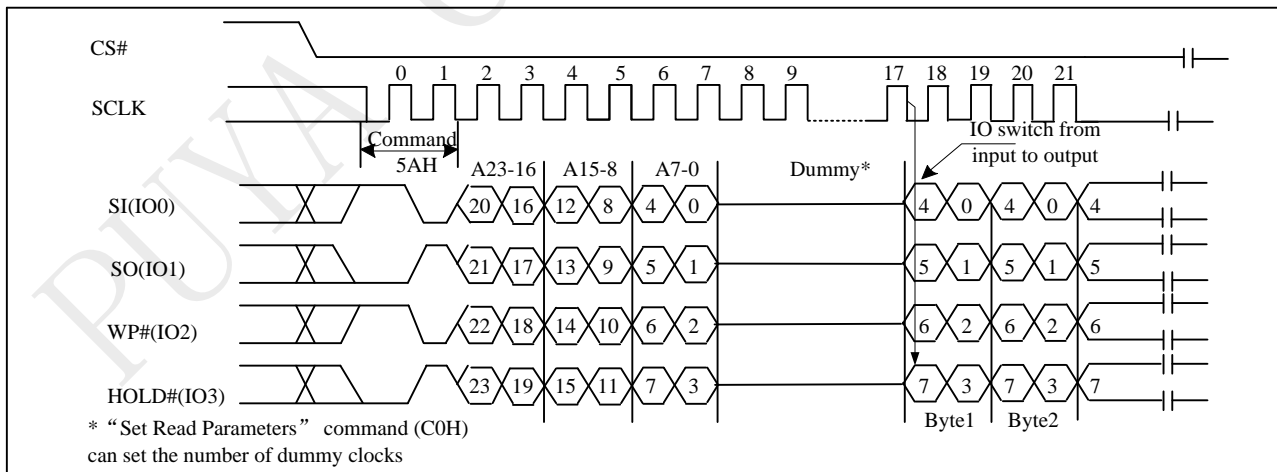 PUYA
CS#
0 1 2 3 4 5 6 7 8 9 17 18 19 20 21
SCLK
Command
5AH
IO switch from
input to output
A23-16 A15-8 A7-0 Dummy*
SI(IO0) 20 16 12 8 4 0 4 0 4 0 4
SO(IO1) 21 17 13 9 5 1 5 1 5 1 5
WP#(IO2) 22 18 14 10 6 2 6 2 6 2 6
HOLD#(IO3) 23 19 15 11 7 3 7 3 7 3 7
Byte1 Byte2
* “Set Read Parameters” command (C0H)
can set the number of dummy clocks